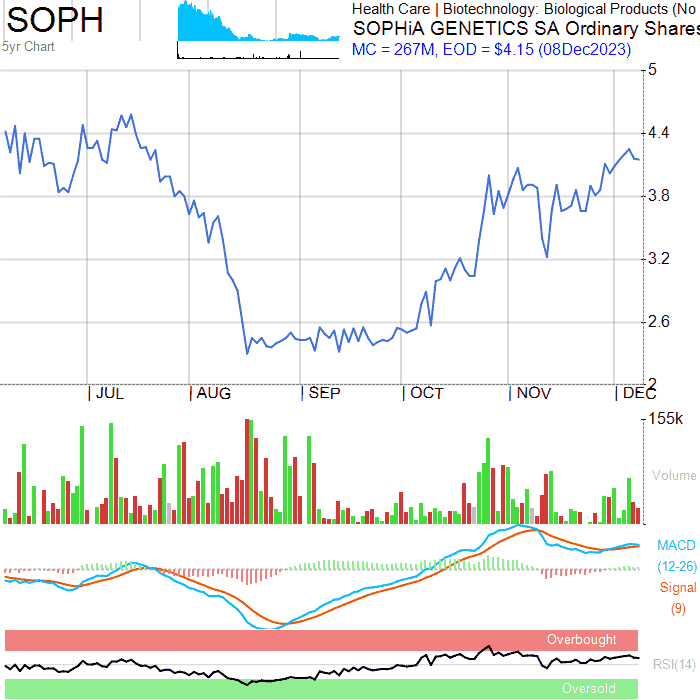 SOPH
5yr Chart
Health Care | Biotechnology: Biological Products (No
SOPHiA GENETICS SA Ordinary Shares
MC = 267M, EOD = $4.15 (08Dec2023)
5
4.4
3.8
3.2
2.6
2
JUL AUG SEP OCT NOV DEC
155k
Volume
MACD
(12-26)
Signal
(9)
Overbought
RSI(14)
Oversold